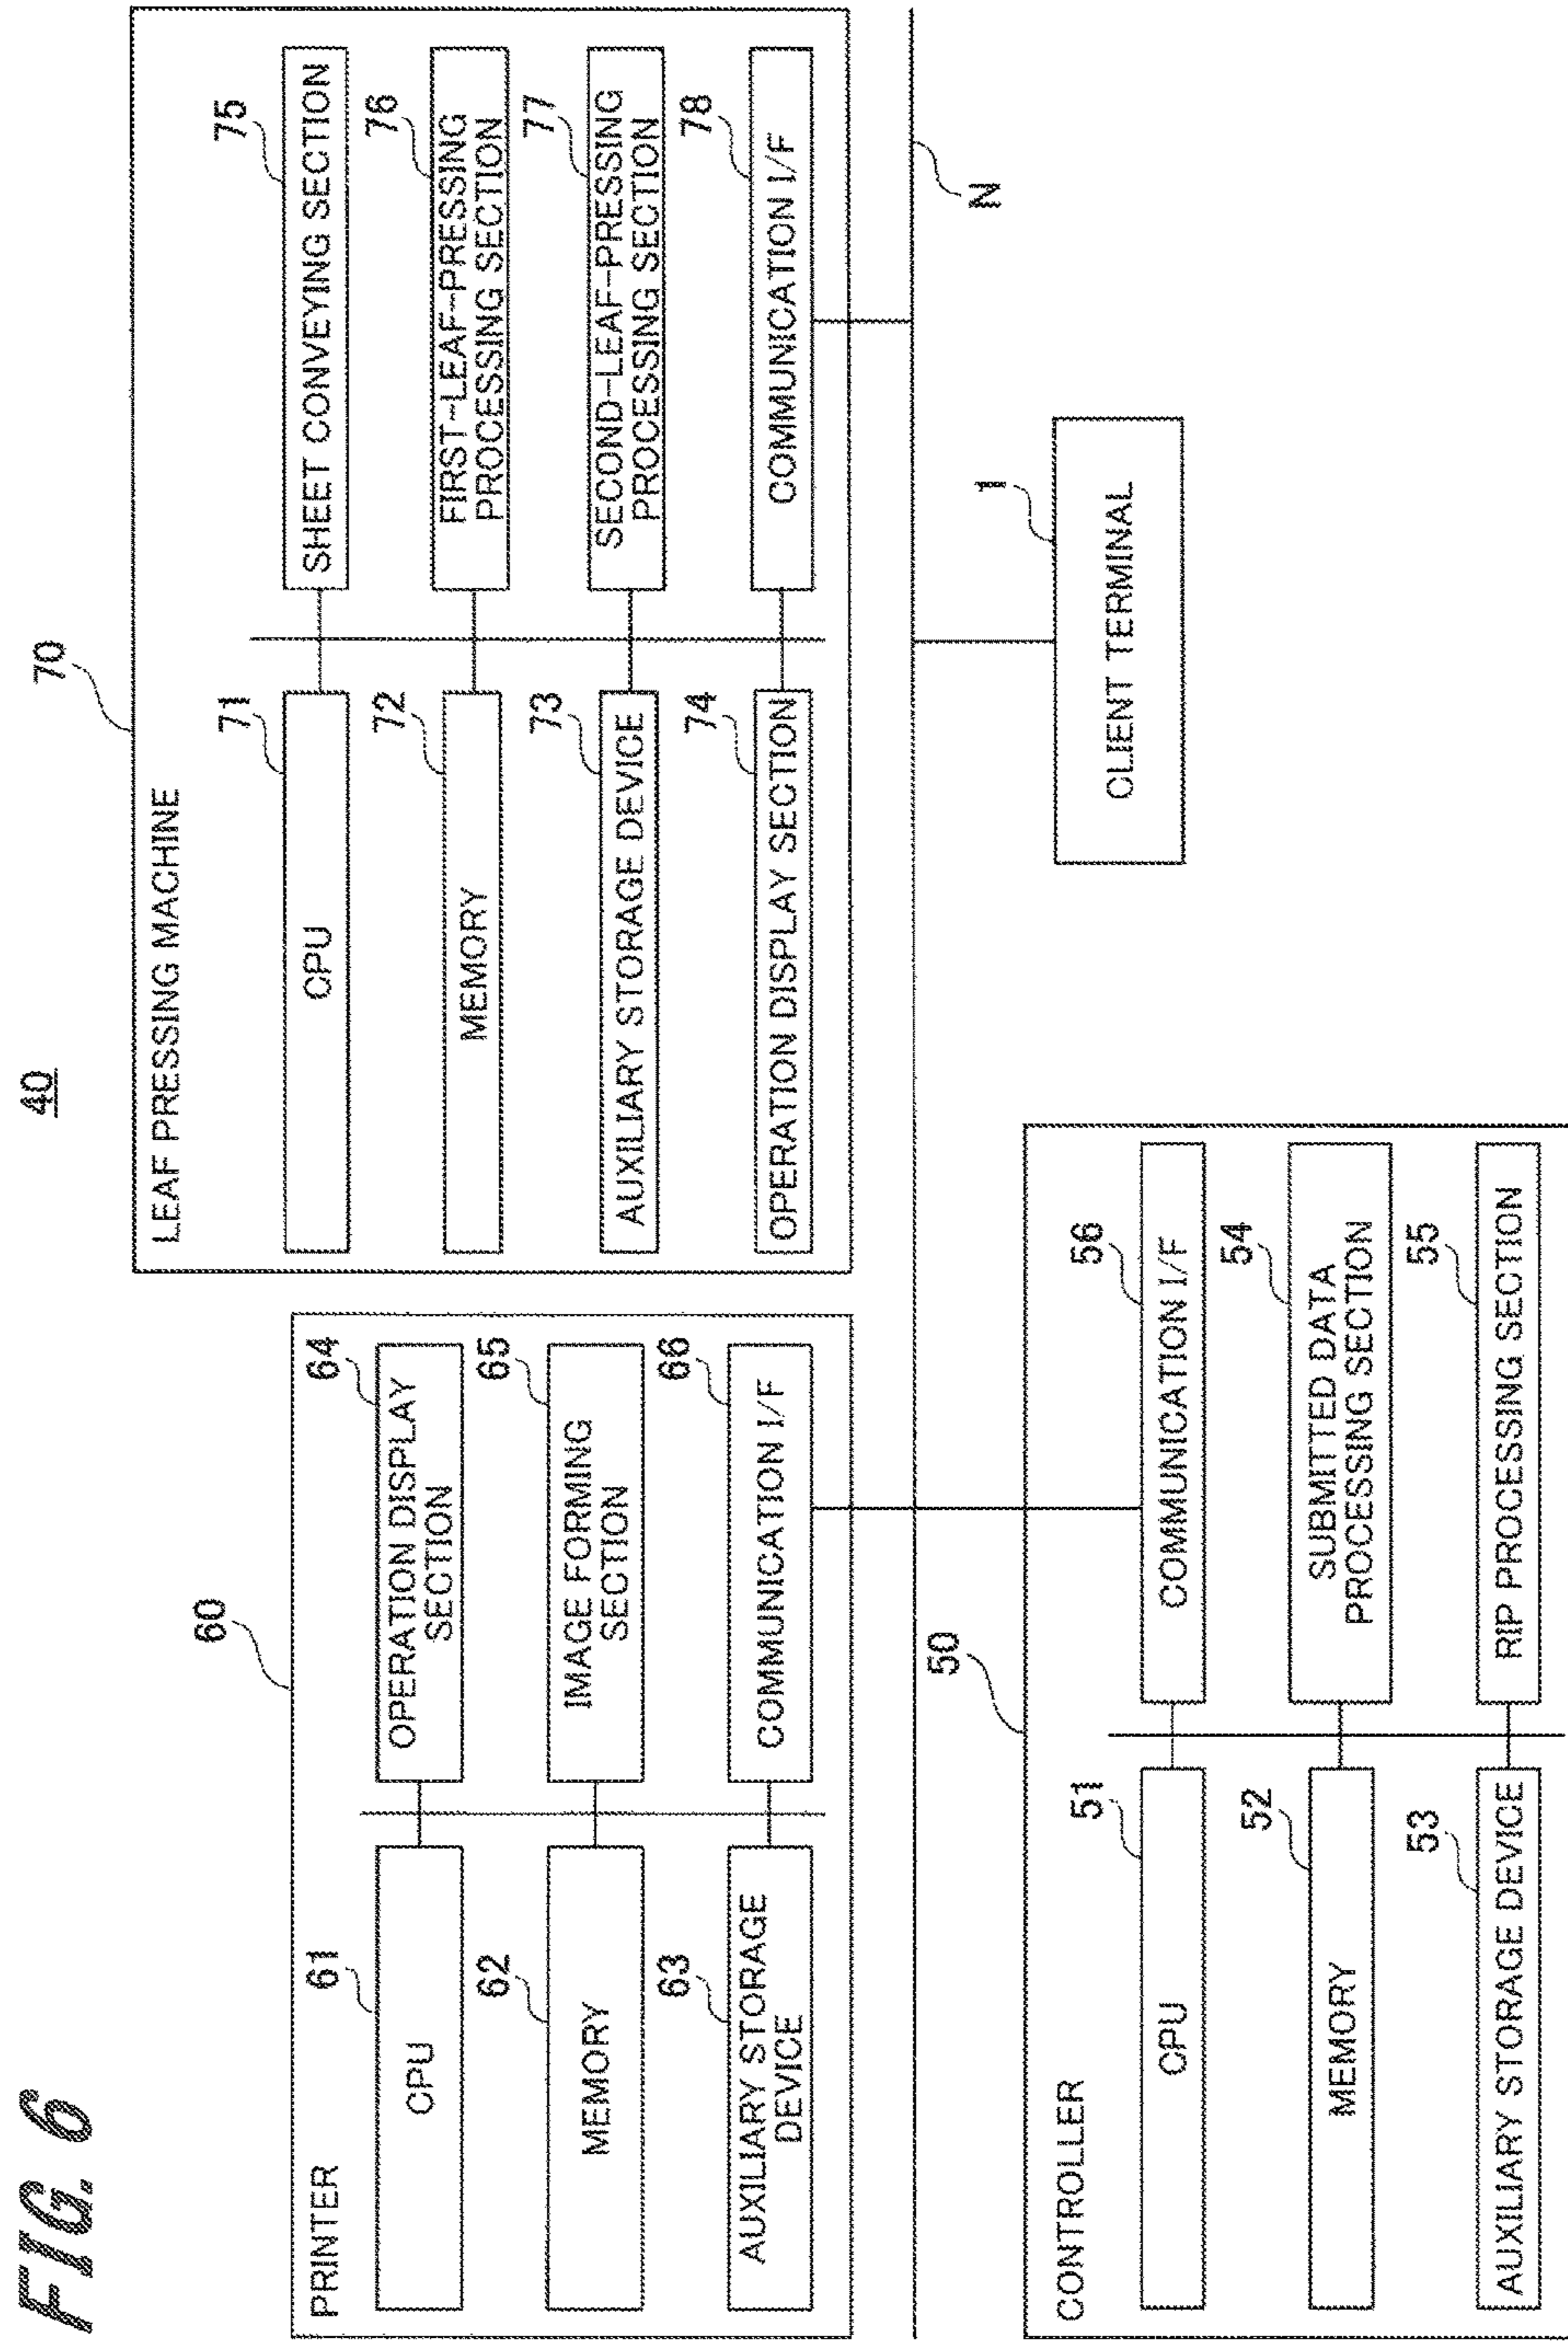 FIG. 6
40
PRINTER
60
61
CPU
62
MEMORY
63
AUXILIARY STORAGE
DEVICE
64
OPERATION DISPLAY
SECTION
65
IMAGE FORMING
SECTION
66
COMMUNICATION I/F
LEAF PRESSING MACHINE
70
71
CPU
72
MEMORY
73
AUXILIARY STORAGE DEVICE
74
OPERATION DISPLAY SECTION
75
SHEET CONVEYING SECTION
76
FIRST-LEAF-PRESSING
PROCESSING SECTION
77
SECOND-LEAF-PRESSING
PROCESSING SECTION
78
COMMUNICATION I/F
N
CONTROLLER
50
51
CPU
52
MEMORY
53
AUXILIARY STORAGE DEVICE
56
COMMUNICATION I/F
54
SUBMITTED DATA
PROCESSING SECTION
55
RIP PROCESSING SECTION
1
CLIENT TERMINAL